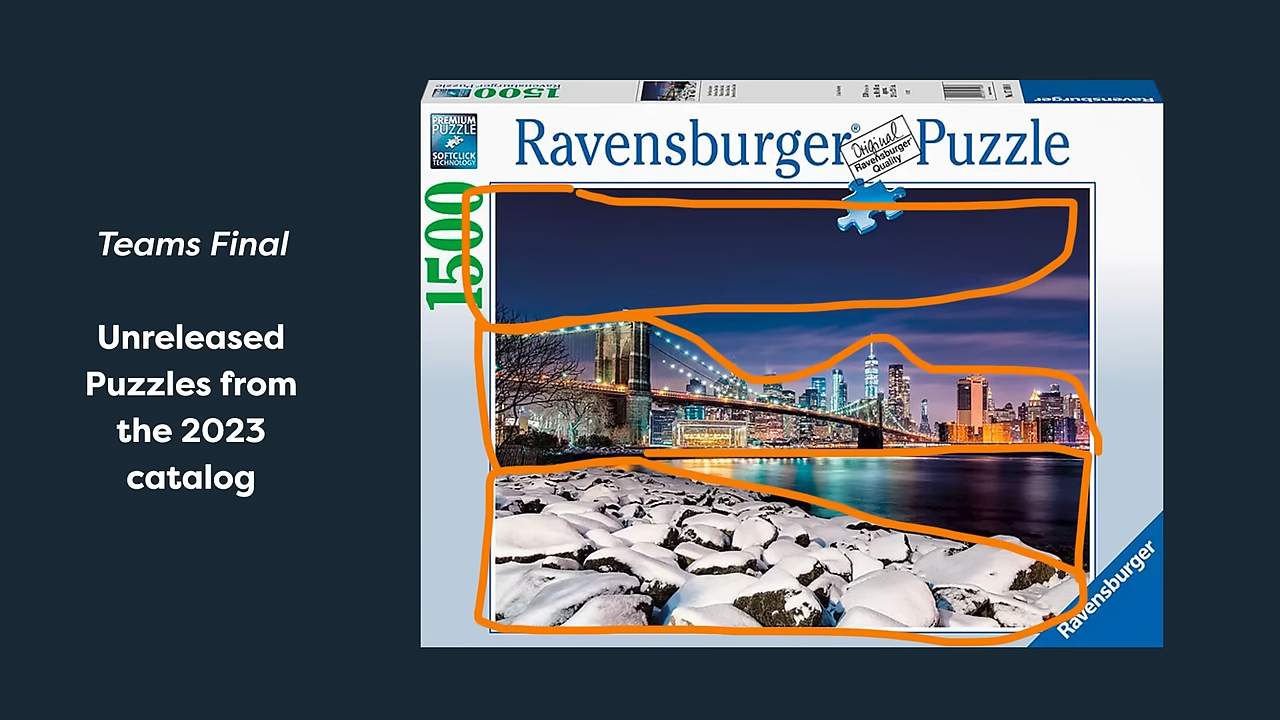 Teams Final
Unreleased
Puzzles from
the 2023
catalog
1500
PREMIUM
PUZZLE
SOFTCLICK
TECHNOLOGY
Ravensburger® Puzzle
Original
Ravensburger
Quality
1500
Ravensburger